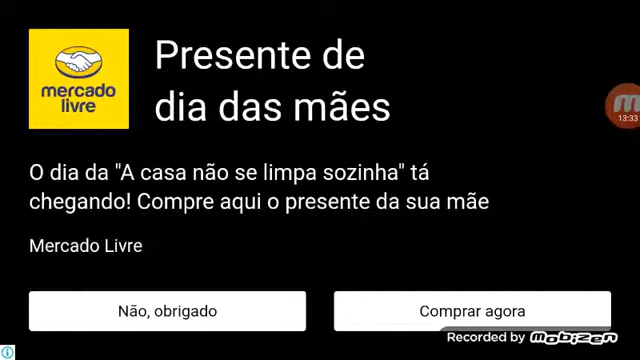 mercado
livre
Presente de
dia das mães
13:33
O dia da "A casa não se limpa sozinha" tá
chegando! Compre aqui o presente da sua mãe
Mercado Livre
Não, obrigado
Comprar agora
Recorded by mobizen